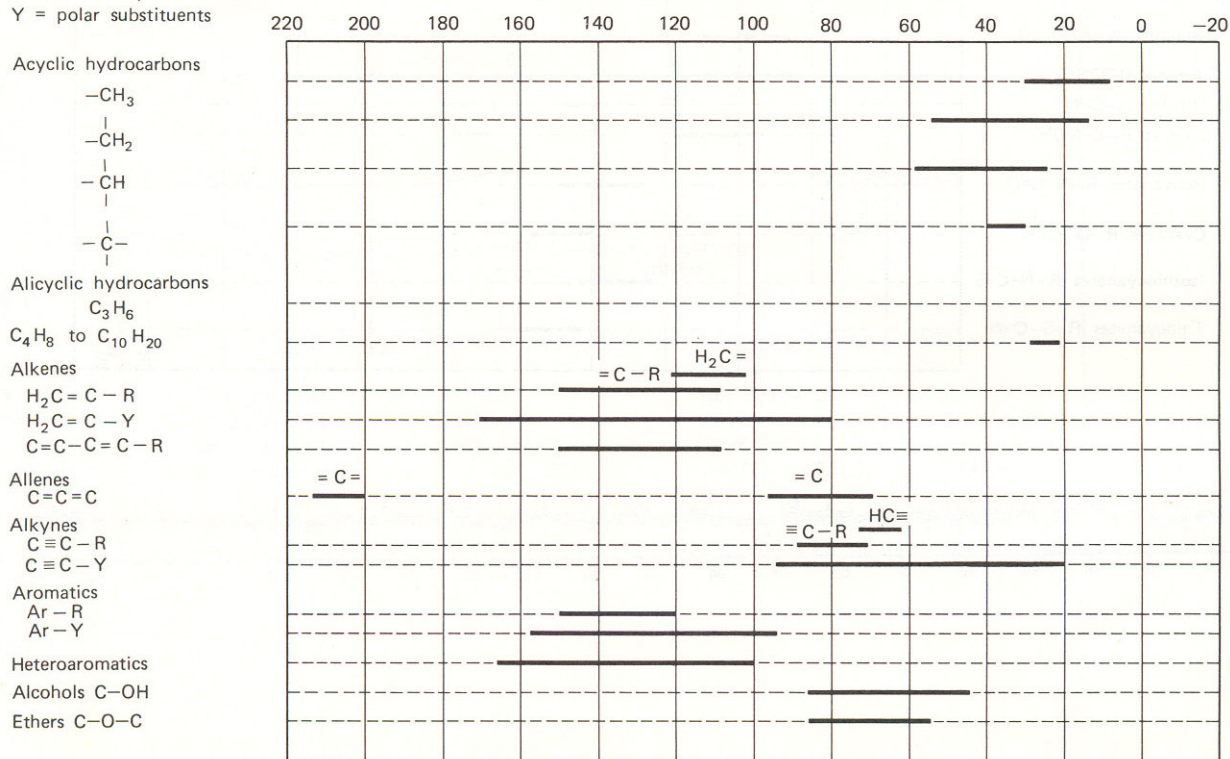 Y = polar substituents
220 200 180 160 140 120 100 80 60 40 20 0 −20
Acyclic hydrocarbons
−CH₃
−CH₂
−CH
−C−
Alicyclic hydrocarbons
C₃H₆
C₄H₈ to C₁₀H₂₀
Alkenes
H₂C=
=C−R
H₂C=C−R
H₂C=C−Y
C=C−C=C−R
Allenes
=C= =C
C=C=C
Alkynes
HC≡
≡C−R
C≡C−R
C≡C−Y
Aromatics
Ar−R
Ar−Y
Heteroaromatics
Alcohols C−OH
Ethers C−O−C